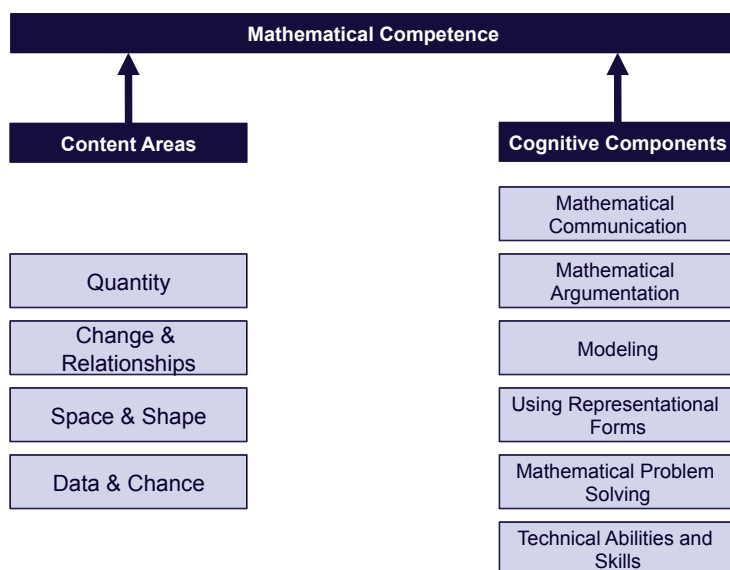 Mathematical Competence
Content Areas
Quantity
Change &
Relationships
Space & Shape
Data & Chance
Cognitive Components
Mathematical
Communication
Mathematical
Argumentation
Modeling
Using Representational
Forms
Mathematical Problem
Solving
Technical Abilities and
Skills